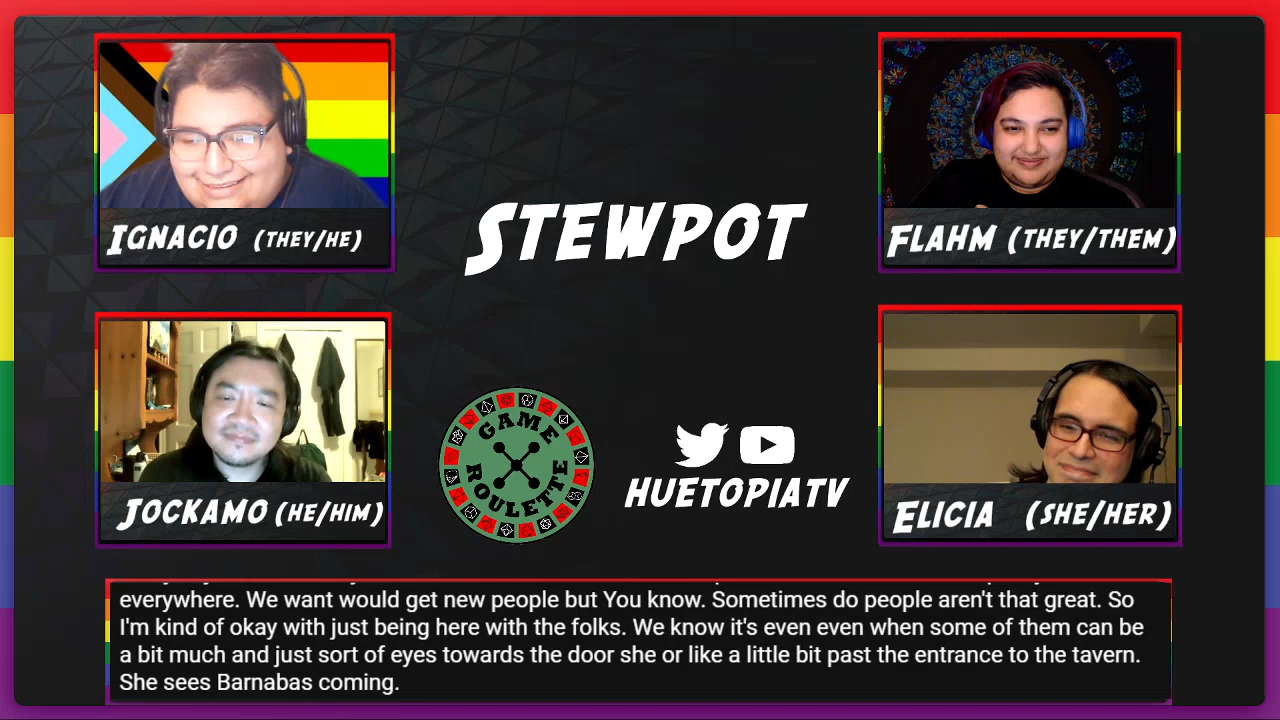 IGNACIO (THEY/HE)
FLAHM (THEY/THEM)
STEWPOT
JOCKAMO (HE/HIM)
GAME
ROULETTE
HUETOPIATV
ELICIA (SHE/HER)
everywhere. We want would get new people but You know. Sometimes do people aren't that great. So
I'm kind of okay with just being here with the folks. We know it's even even when some of them can be
a bit much and just sort of eyes towards the door she or like a little bit past the entrance to the tavern.
She sees Barnabas coming.